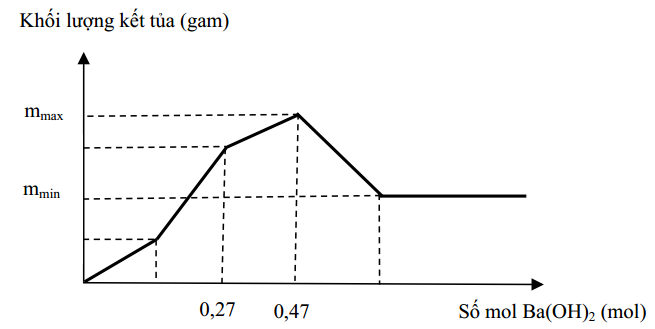 Khối lượng kết tủa (gam)
mmax
mmin
0,27
0,47
Số mol Ba(OH)2 (mol)